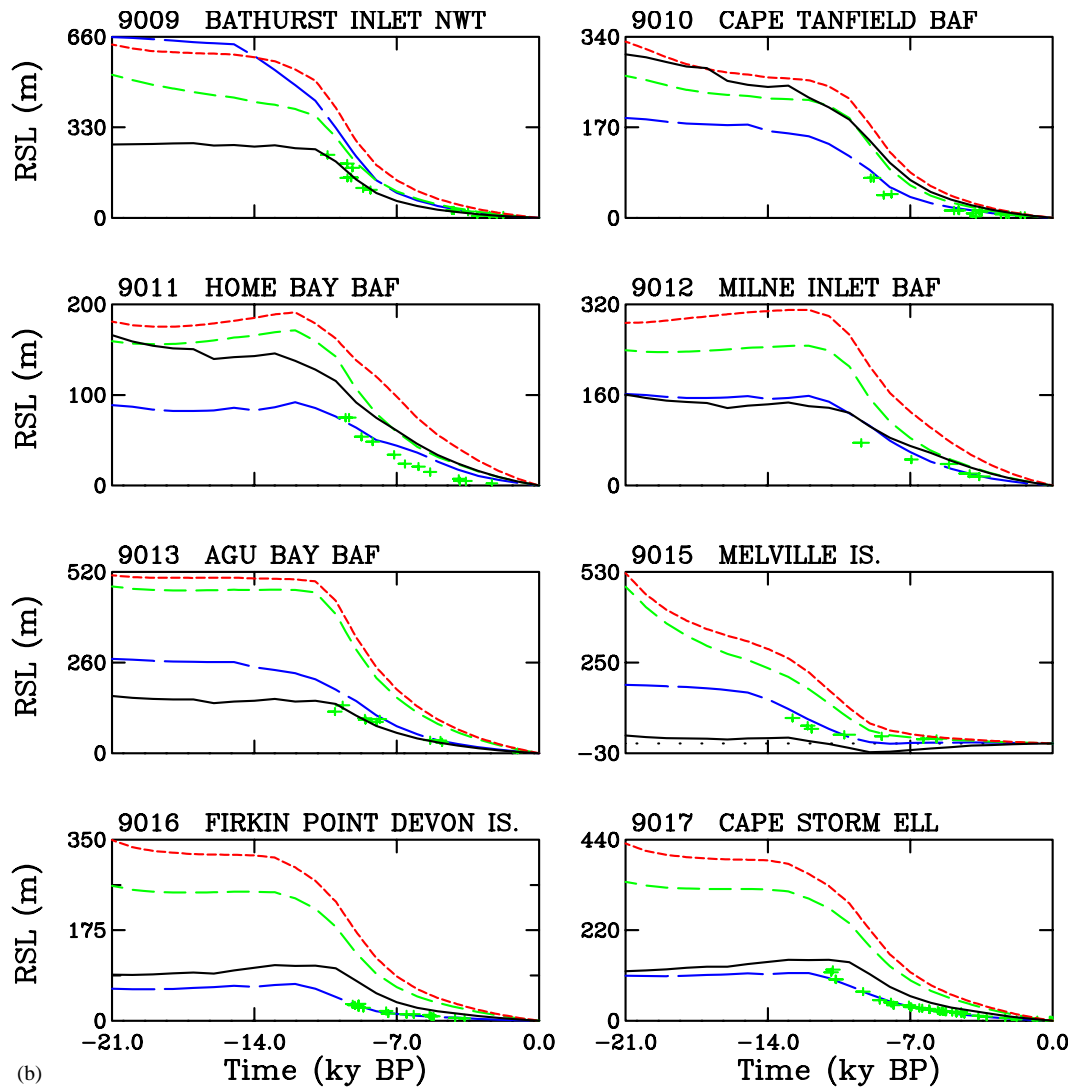 9009 BATHURST INLET NWT
9010 CAPE TANFIELD BAF
660
330
0
RSL (m)
340
170
0
9011 HOME BAY BAF
9012 MILNE INLET BAF
200
100
0
RSL (m)
320
160
0
9013 AGU BAY BAF
9015 MELVILLE IS.
520
260
0
RSL (m)
530
250
−30
9016 FIRKIN POINT DEVON IS.
9017 CAPE STORM ELL
350
175
0
RSL (m)
440
220
0
−21.0 −14.0 −7.0 0.0
−21.0 −14.0 −7.0 0.0
Time (ky BP)
Time (ky BP)
(b)